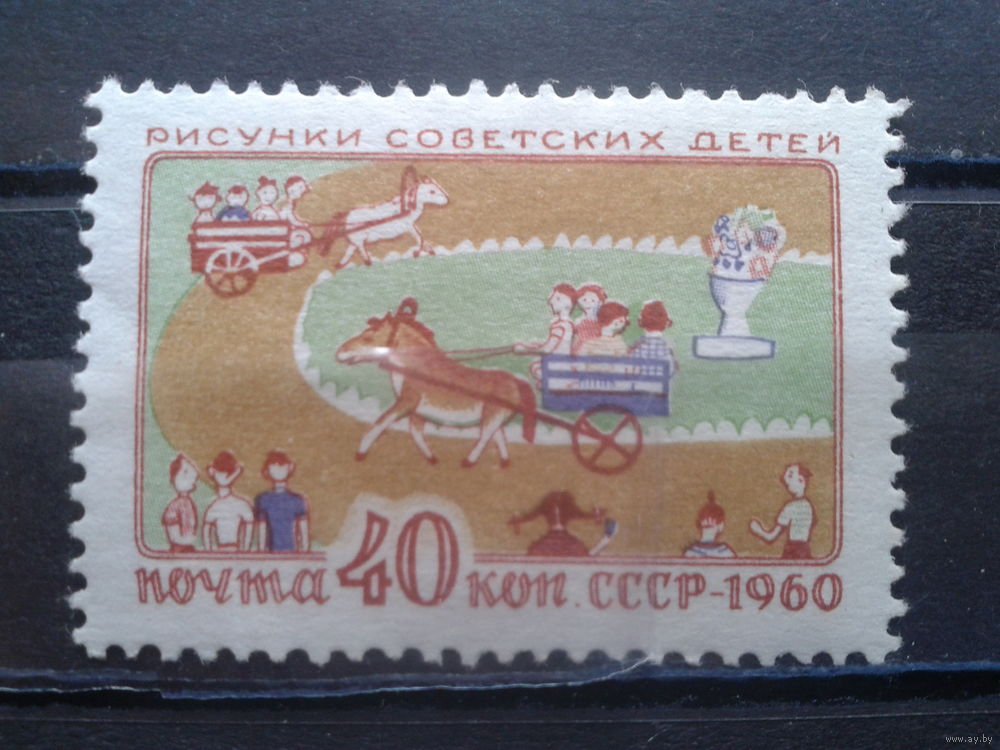 РИСУНКИ СОВЕТСКИХ ДЕТЕЙ
почта 40 коп. СССР-1960
www.ay.by